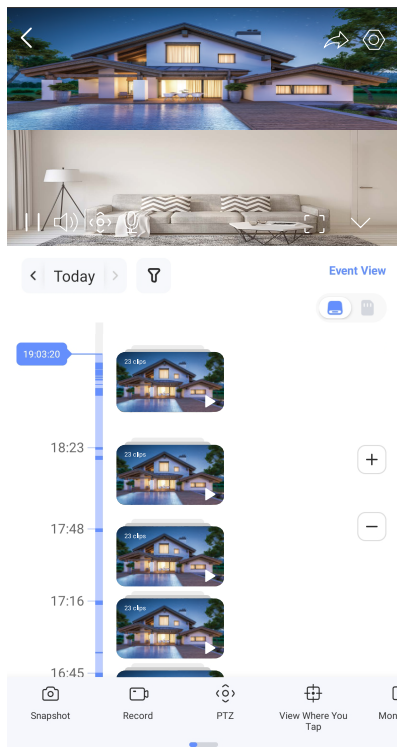 Today
Event View
19:03:20
23 clips
18:23
23 clips
17:48
23 clips
17:16
23 clips
16:45
Snapshot
Record
PTZ
View Where You
Tap
Mon